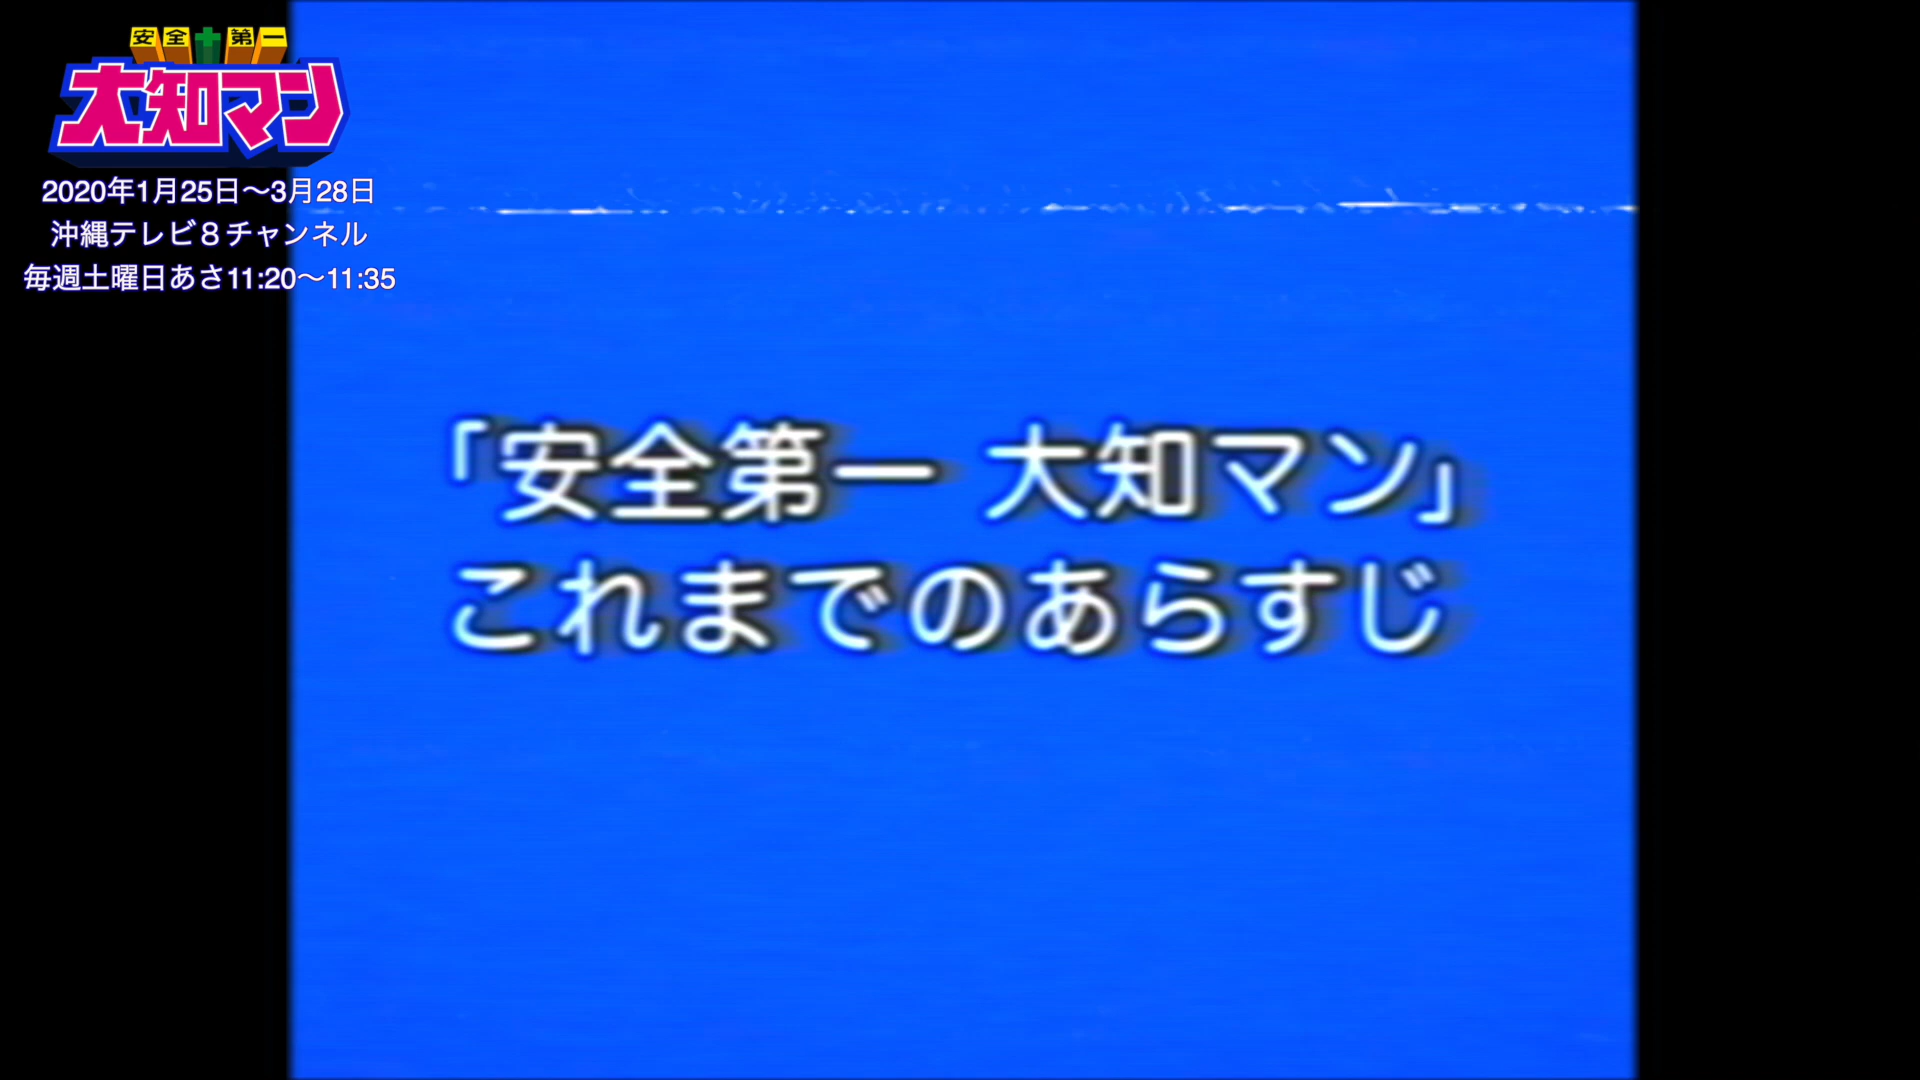 安全+第一
大知マン
2020年1月25日〜3月28日
沖縄テレビ８チャンネル
毎週土曜日あさ11:20〜11:35
「安全第一 大知マン」
これまでのあらすじ